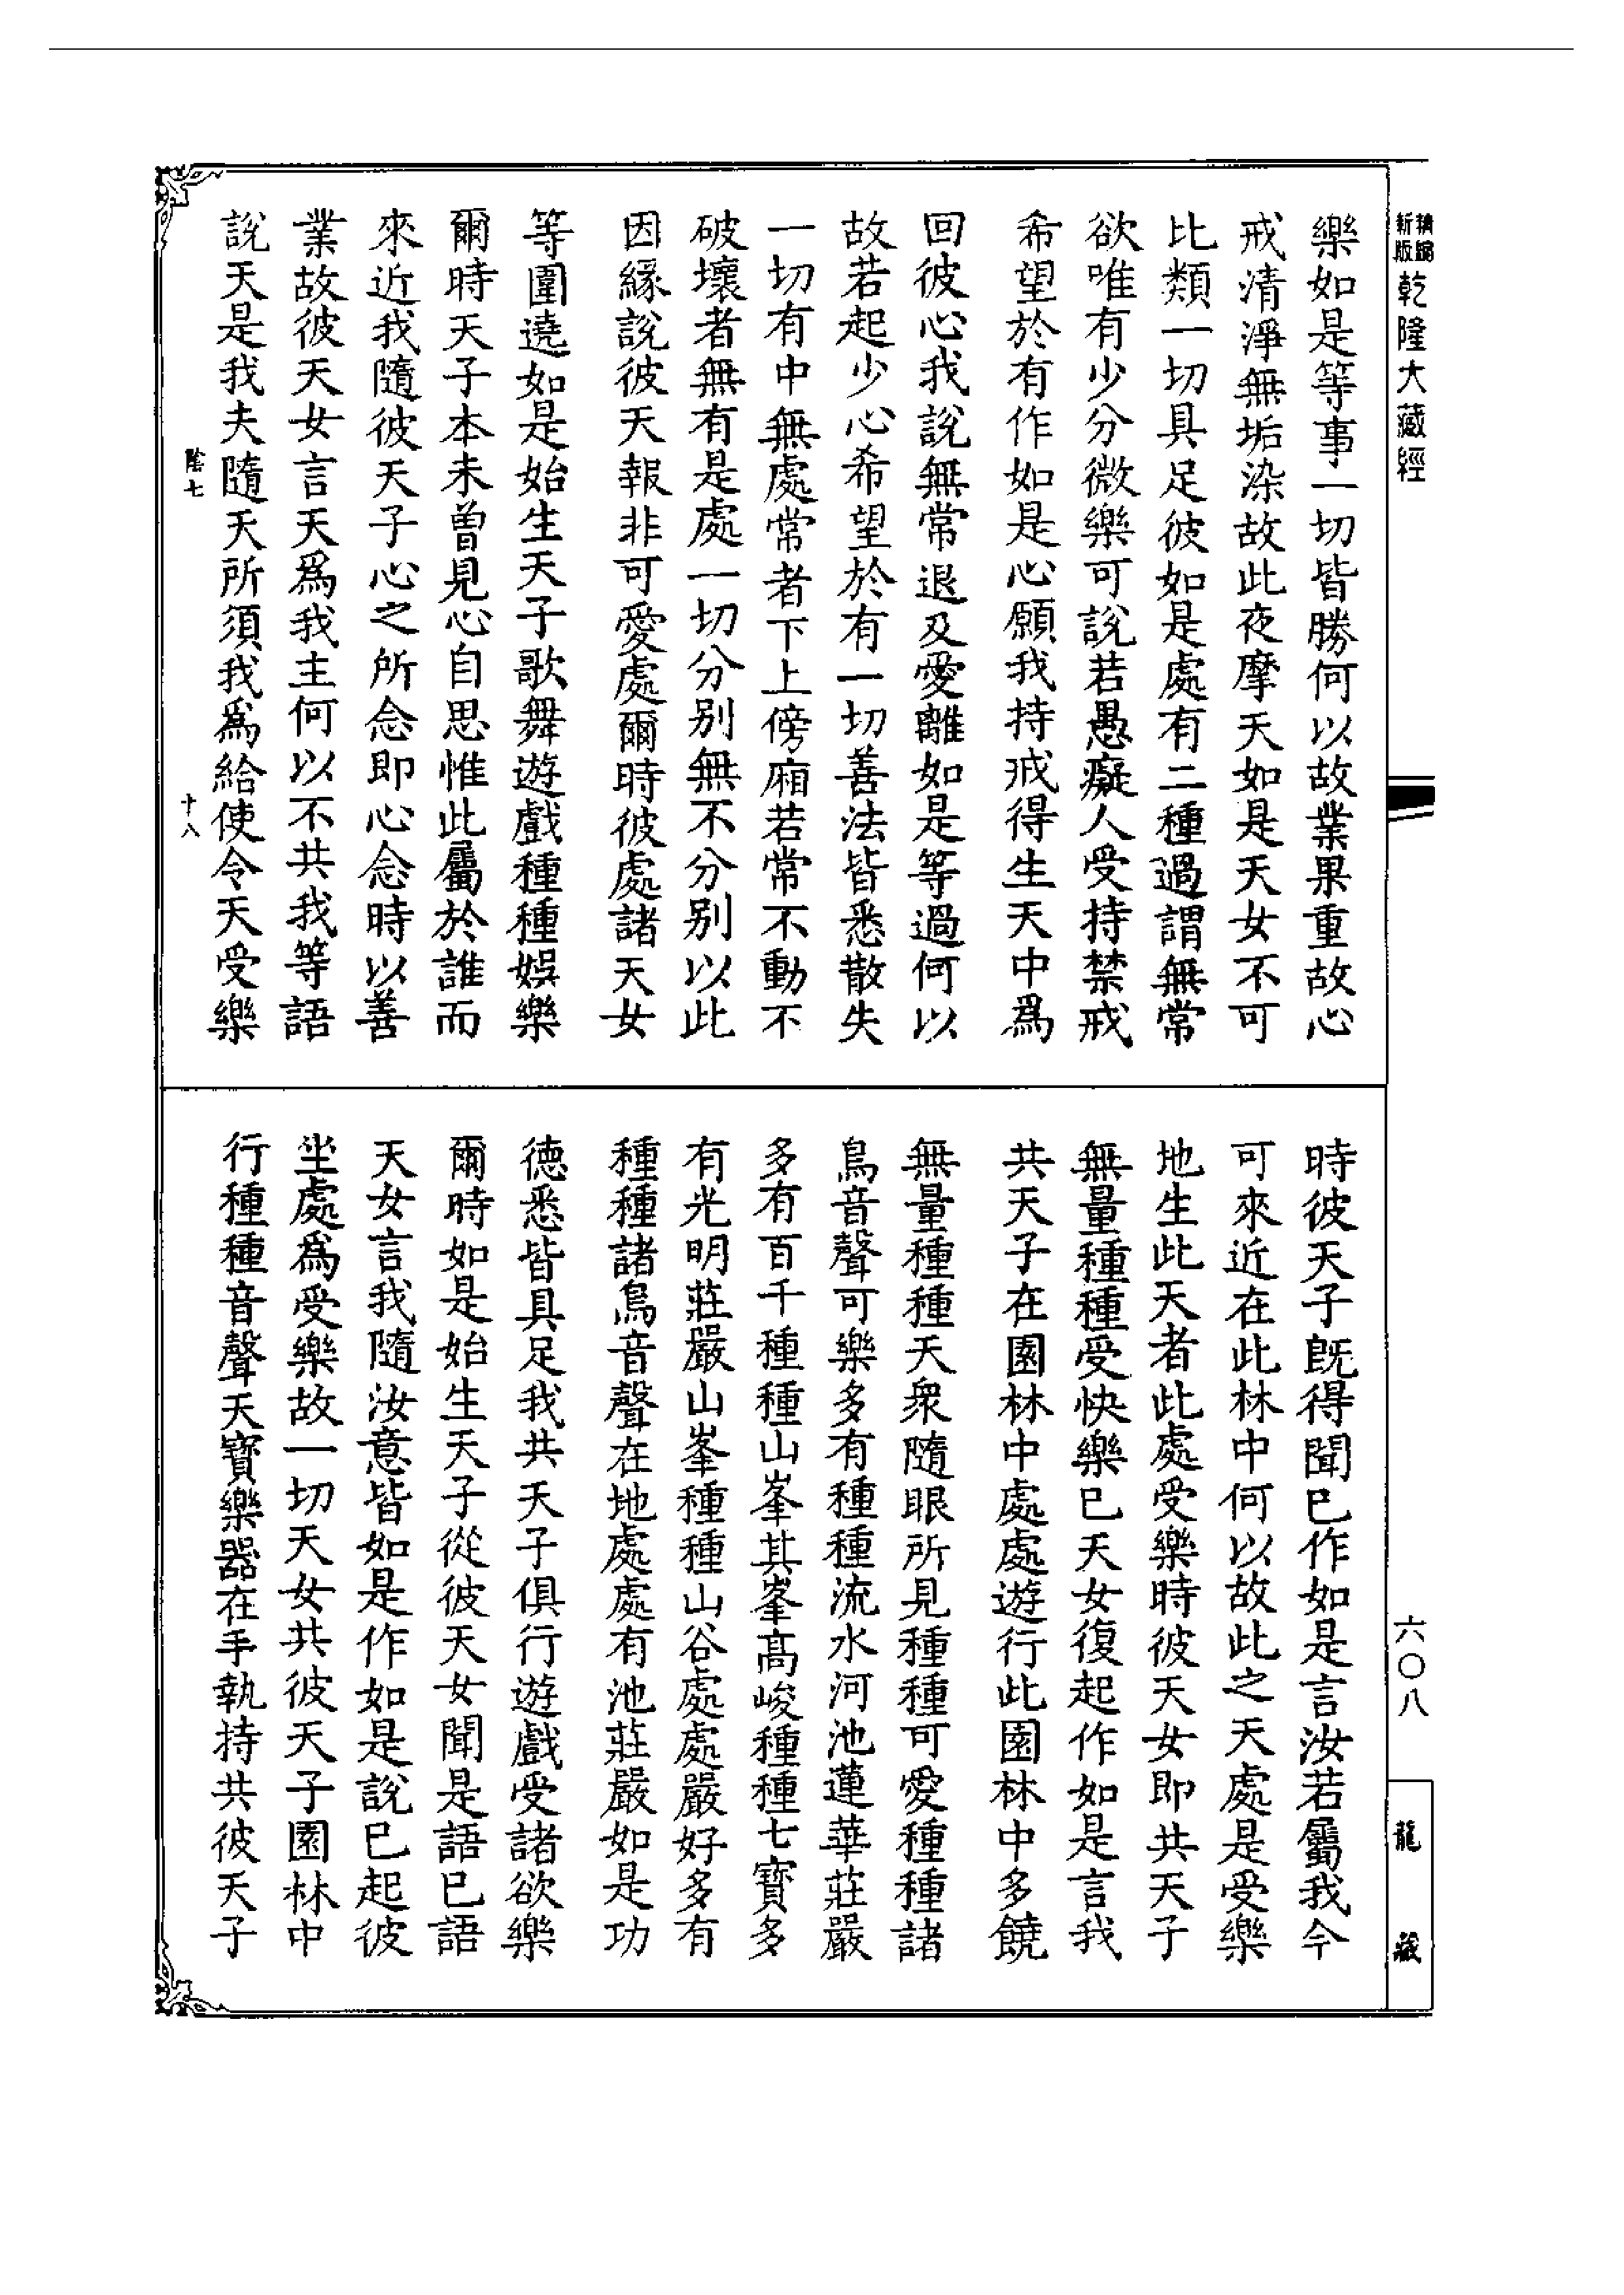 新版精縮乾隆大藏經
樂如是等事一切皆勝何以故業果重故心
戒清淨無垢染故此夜摩天如是天女不可
比類一切具足彼如是處有二種過謂無常
欲唯有少分微樂可說若愚癡人受持禁戒
希望於有作如是心願我持戒得生天中爲
回彼心我說無常退及愛離如是等過何以
故若起少心希望於有一切善法皆悉散失
一切有中無處常者下上傍廂若常不動不
破壞者無有是處一切分别無不分别以此
因緣說彼天報非可愛處爾時彼處諸天女
等圍遶如是始生天子歌舞遊戲種種娛樂
爾時天子本未曾見心自思惟此屬於誰而
來近我隨彼天子心之所念即心念時以善
業故彼天女言天爲我主何以不共我等語
說天是我夫隨天所須我爲給使令天受樂
陰七
十八
時彼天子旣得聞已作如是言汝若屬我今
可來近在此林中何以故此之天處是受樂
地生此天者此處受樂時彼天女即共天子
無量種種受快樂已天女復起作如是言我
共天子在園林中處處遊行此園林中多饒
無量種種天衆隨眼所見種種可愛種種諸
鳥音聲可樂多有種種流水河池蓮華莊嚴
多有百千種種山峯其峯高峻種種七寳多
有光明莊嚴山峯種種山谷處處嚴好多有
種種諸鳥音聲在地處處有池莊嚴如是功
德悉皆具足我共天子俱行遊戲受諸欲樂
爾時如是始生天子從彼天女聞是語已語
天女言我隨汝意皆如是作如是說已起彼
坐處爲受樂故一切天女共彼天子園林中
行種種音聲天寳樂器在手執持共彼天子
六〇八
龍藏